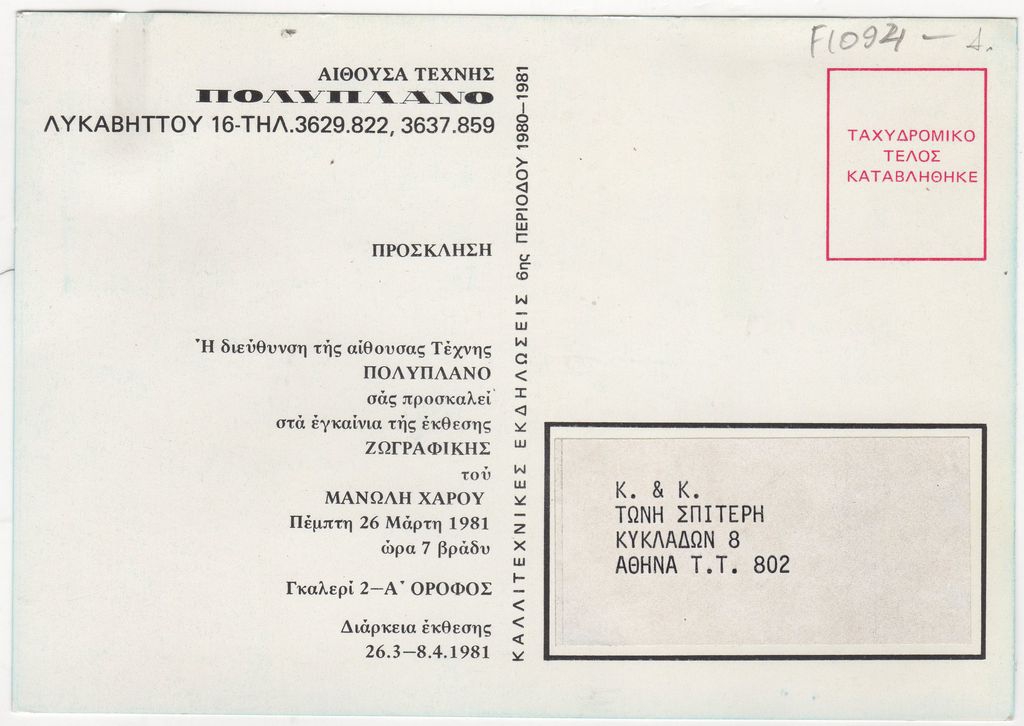 ΑΙΘΟΥΣΑ ΤΕΧΝΗΣ
ΠΟΛΥΠΛΑΝΟ
ΛΥΚΑΒΗΤΤΟΥ 16-ΤΗΛ.3629.822, 3637.859
ΠΡΟΣΚΛΗΣΗ
Ἡ διεύθυνση τῆς αἴθουσας Τέχνης
ΠΟΛΥΠΛΑΝΟ
σᾶς προσκαλεῖ
στά ἐγκαίνια τῆς ἔκθεσης
ΖΩΓΡΑΦΙΚΗΣ
τοῦ
ΜΑΝΩΛΗ ΧΑΡΟΥ
Πέμπτη 26 Μάρτη 1981
ὥρα 7 βράδυ
Γκαλερί 2–Α΄ ΟΡΟΦΟΣ
Διάρκεια ἔκθεσης
26.3–8.4.1981
ΚΑΛΛΙΤΕΧΝΙΚΕΣ ΕΚΔΗΛΩΣΕΙΣ 6ης ΠΕΡΙΟΔΟΥ 1980–1981
F1094 – 1.
ΤΑΧΥΔΡΟΜΙΚΟ
ΤΕΛΟΣ
ΚΑΤΑΒΛΗΘΗΚΕ
Κ. & Κ.
ΤΩΝΗ ΣΠΙΤΕΡΗ
ΚΥΚΛΑΔΩΝ 8
ΑΘΗΝΑ Τ.Τ. 802